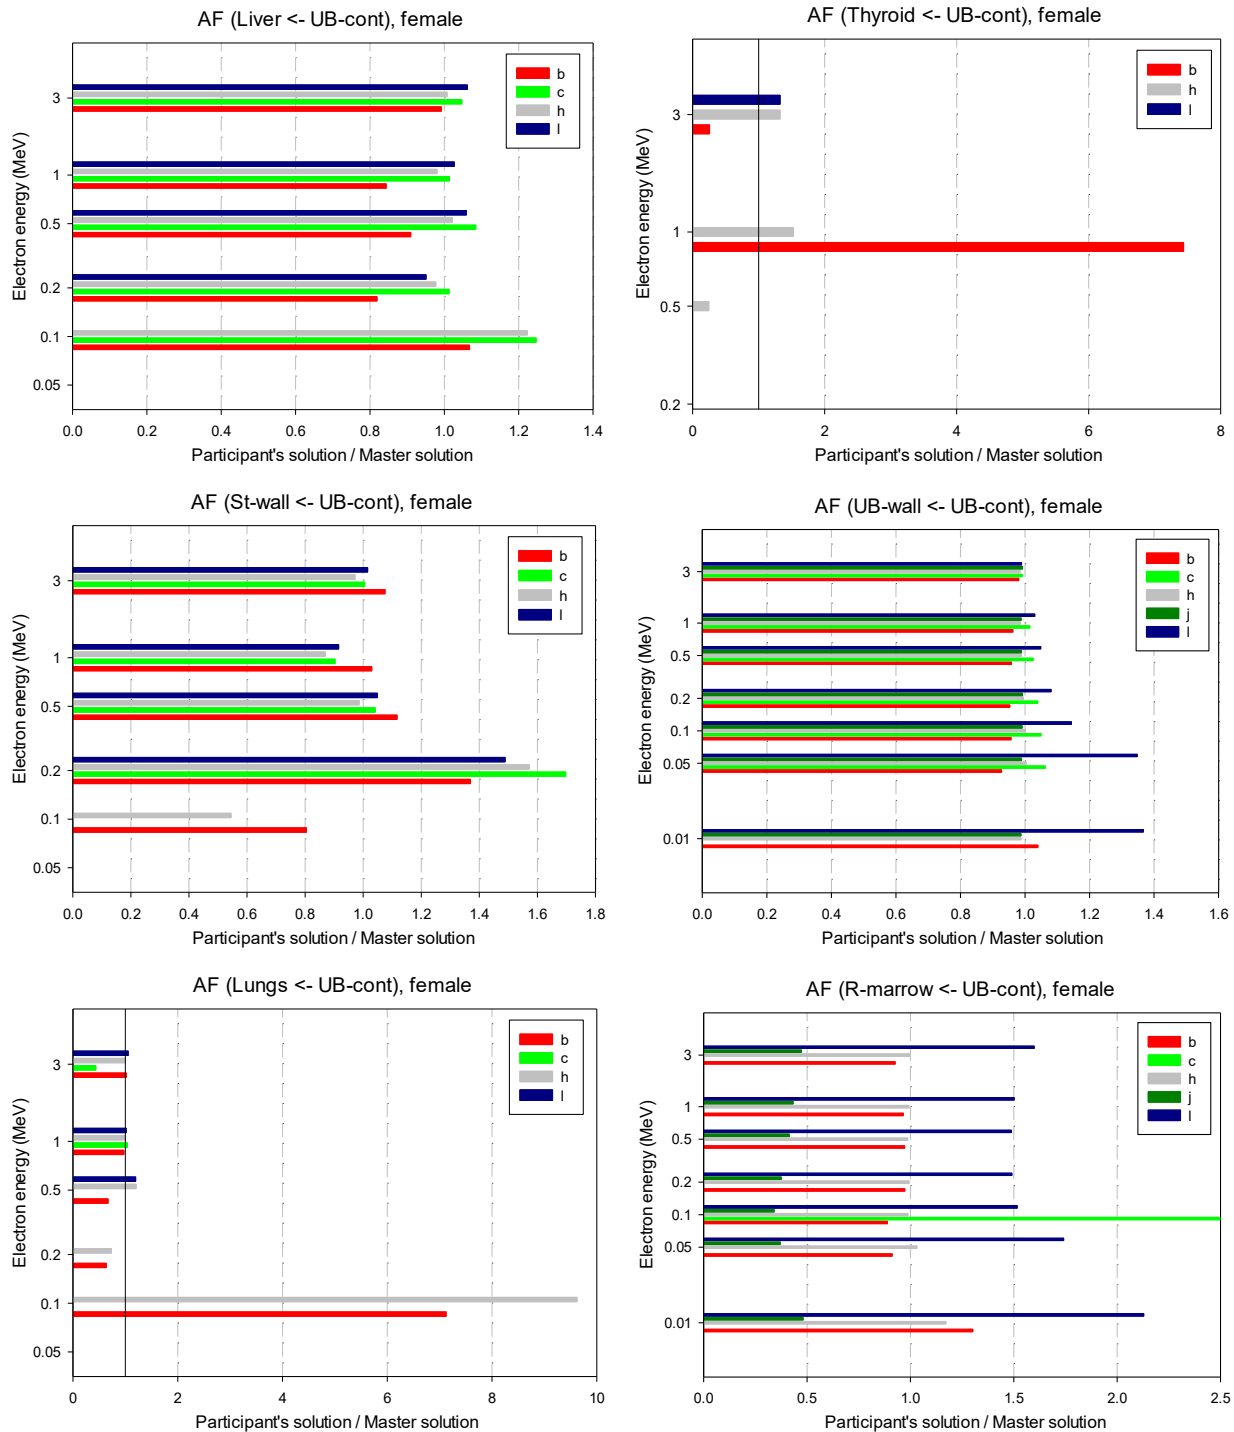 AF (Liver <- UB-cont), female
b
c
h
l
Electron energy (MeV)
3
1
0.5
0.2
0.1
0.05
0.0 0.2 0.4 0.6 0.8 1.0 1.2 1.4
Participant's solution / Master solution
AF (Thyroid <- UB-cont), female
b
h
l
Electron energy (MeV)
3
1
0.5
0.2
0 2 4 6 8
Participant's solution / Master solution
AF (St-wall <- UB-cont), female
b
c
h
l
Electron energy (MeV)
3
1
0.5
0.2
0.1
0.05
0.0 0.2 0.4 0.6 0.8 1.0 1.2 1.4 1.6 1.8
Participant's solution / Master solution
AF (UB-wall <- UB-cont), female
b
c
h
j
l
Electron energy (MeV)
3
1
0.5
0.2
0.1
0.05
0.01
0.0 0.2 0.4 0.6 0.8 1.0 1.2 1.4 1.6
Participant's solution / Master solution
AF (Lungs <- UB-cont), female
b
c
h
l
Electron energy (MeV)
3
1
0.5
0.2
0.1
0.05
0 2 4 6 8 10
Participant's solution / Master solution
AF (R-marrow <- UB-cont), female
b
c
h
j
l
Electron energy (MeV)
3
1
0.5
0.2
0.1
0.05
0.01
0.0 0.5 1.0 1.5 2.0 2.5
Participant's solution / Master solution